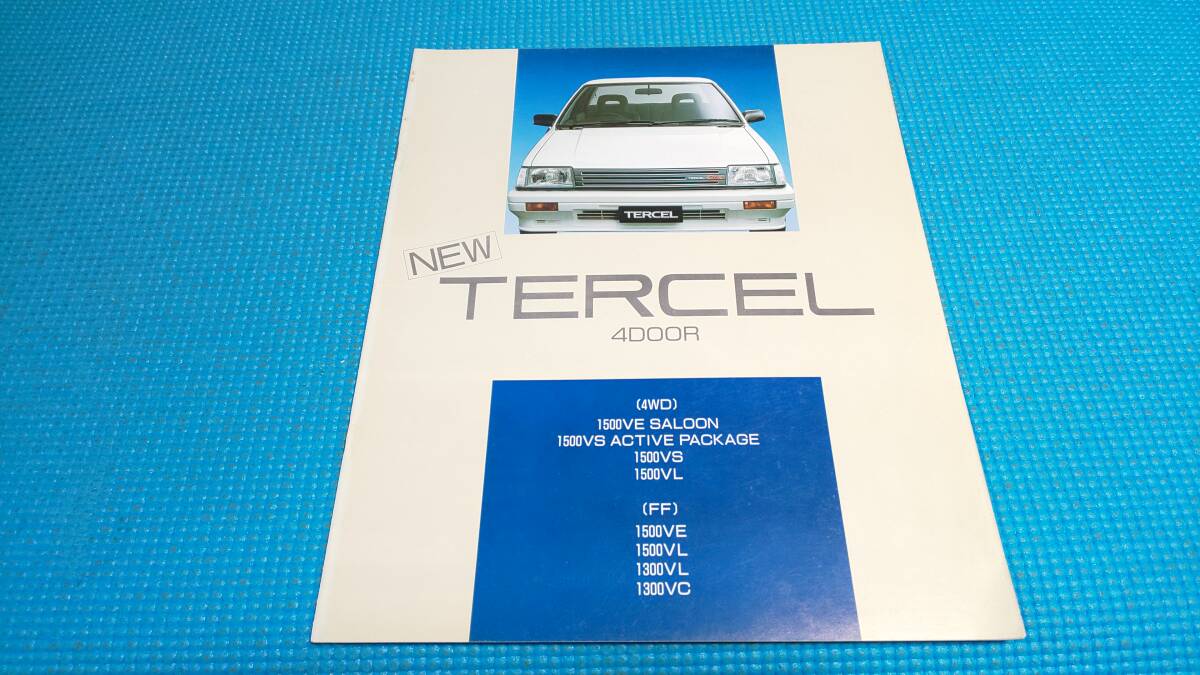 TERCEL
TERCEL
NEW
TERCEL
4DOOR
(4WD)
1500VE SALOON
1500VS ACTIVE PACKAGE
1500VS
1500VL
(FF)
1500VE
1500VL
1300VL
1300VC